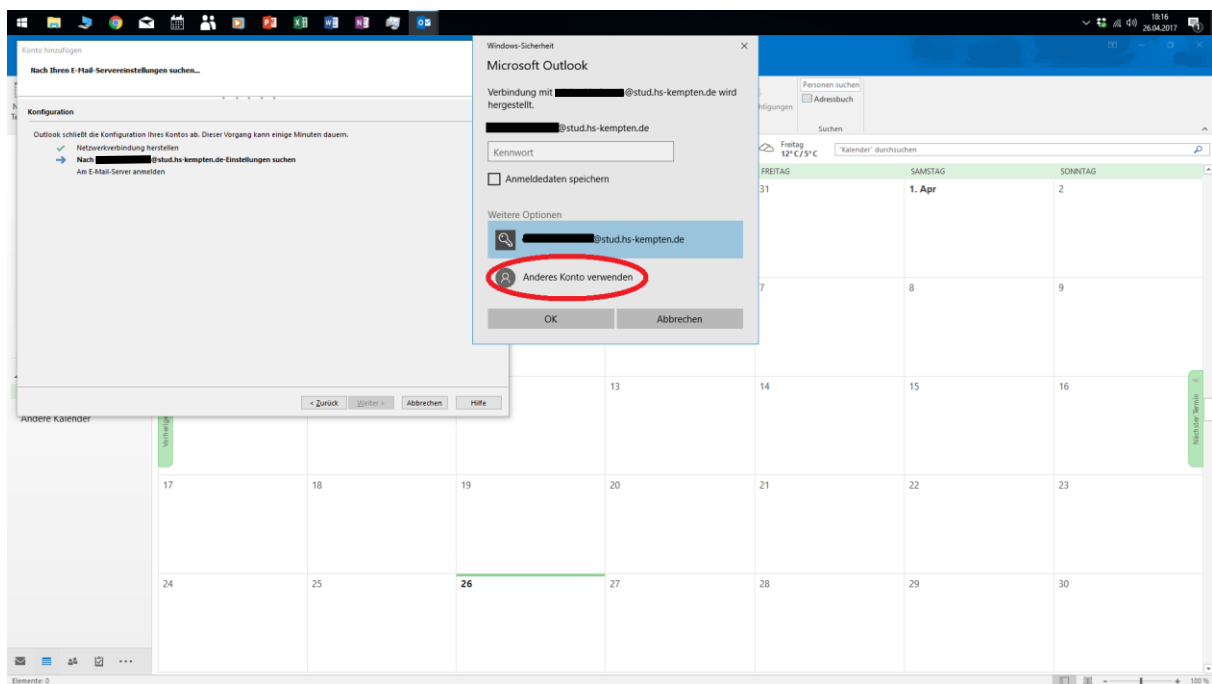 18:16
26.04.2017
Konto hinzufügen
Nach Ihren E-Mail-Servereinstellungen suchen...
Konfiguration
Outlook schließt die Konfiguration Ihres Kontos ab. Dieser Vorgang kann einige Minuten dauern.
Netzwerkverbindung herstellen
Nach @stud.hs-kempten.de-Einstellungen suchen
Am E-Mail-Server anmelden
< Zurück Weiter > Abbrechen Hilfe
Windows-Sicherheit
Microsoft Outlook
Verbindung mit @stud.hs-kempten.de wird
hergestellt.
@stud.hs-kempten.de
Kennwort
Anmeldedaten speichern
Weitere Optionen
@stud.hs-kempten.de
Anderes Konto verwenden
OK Abbrechen
Personen suchen
Adressbuch
htigungen
Suchen
Freitag
12°C/5°C
"Kalender" durchsuchen
FREITAG SAMSTAG SONNTAG
31 1. Apr 2
7 8 9
13 14 15 16
Andere Kalender
Vorherige
Nächster Termin
17 18 19 20 21 22 23
24 25 26 27 28 29 30
Elemente: 0
100 %